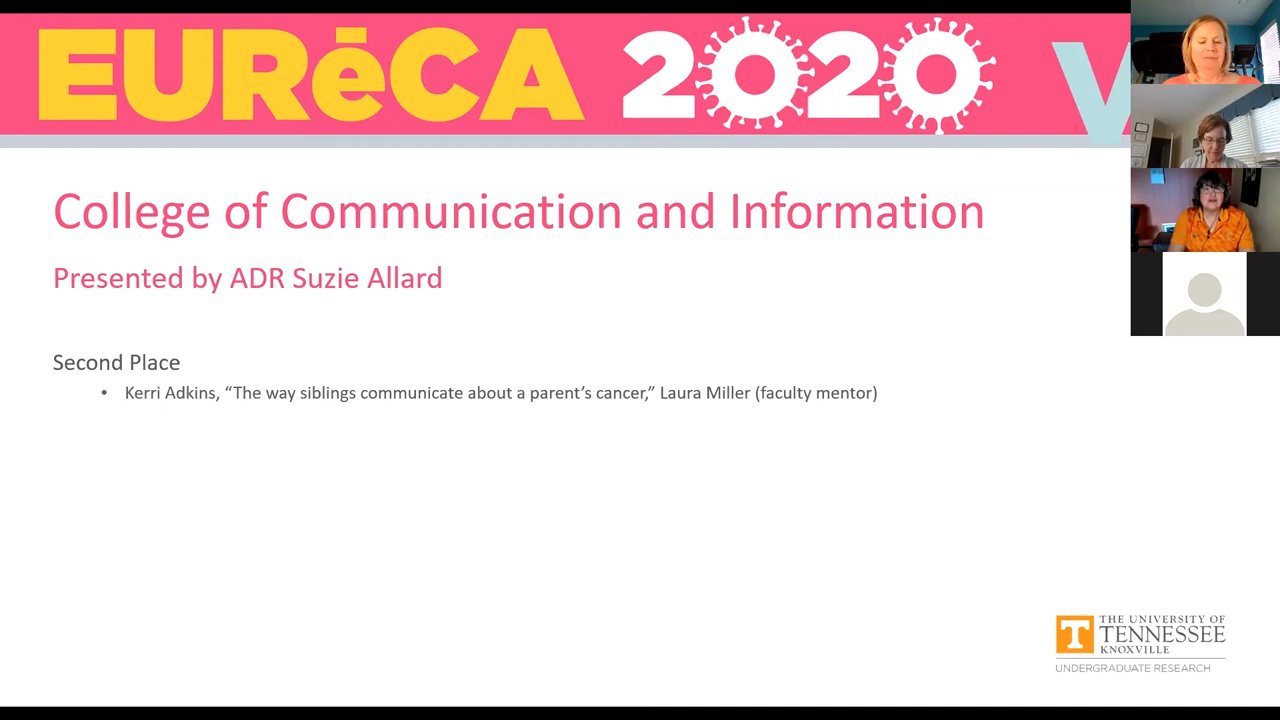 EURēCA 2020 V
College of Communication and Information
Presented by ADR Suzie Allard
Second Place
• Kerri Adkins, “The way siblings communicate about a parent’s cancer,” Laura Miller (faculty mentor)
T THE UNIVERSITY OF
TENNESSEE
KNOXVILLE
UNDERGRADUATE RESEARCH